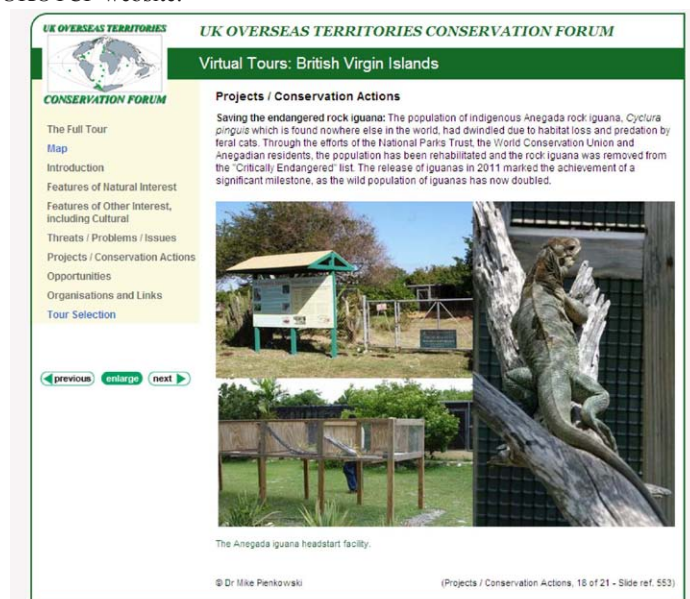 UKOTCF website.
UK OVERSEAS TERRITORIES
CONSERVATION FORUM
UK OVERSEAS TERRITORIES CONSERVATION FORUM
Virtual Tours: British Virgin Islands
The Full Tour
Map
Introduction
Features of Natural Interest
Features of Other Interest,
including Cultural
Threats / Problems / Issues
Projects / Conservation Actions
Opportunities
Organisations and Links
Tour Selection
previous enlarge next
Projects / Conservation Actions
Saving the endangered rock iguana: The population of indigenous Anegada rock iguana, Cyclura
pinguis which is found nowhere else in the world, had dwindled due to habitat loss and predation by
feral cats. Through the efforts of the National Parks Trust, the World Conservation Union and
Anegadian residents, the population has been rehabilitated and the rock iguana was removed from
the "Critically Endangered" list. The release of iguanas in 2011 marked the achievement of a
significant milestone, as the wild population of iguanas has now doubled.
The Anegada iguana headstart facility.
© Dr Mike Pienkowski
(Projects / Conservation Actions, 18 of 21 - Slide ref. 553)